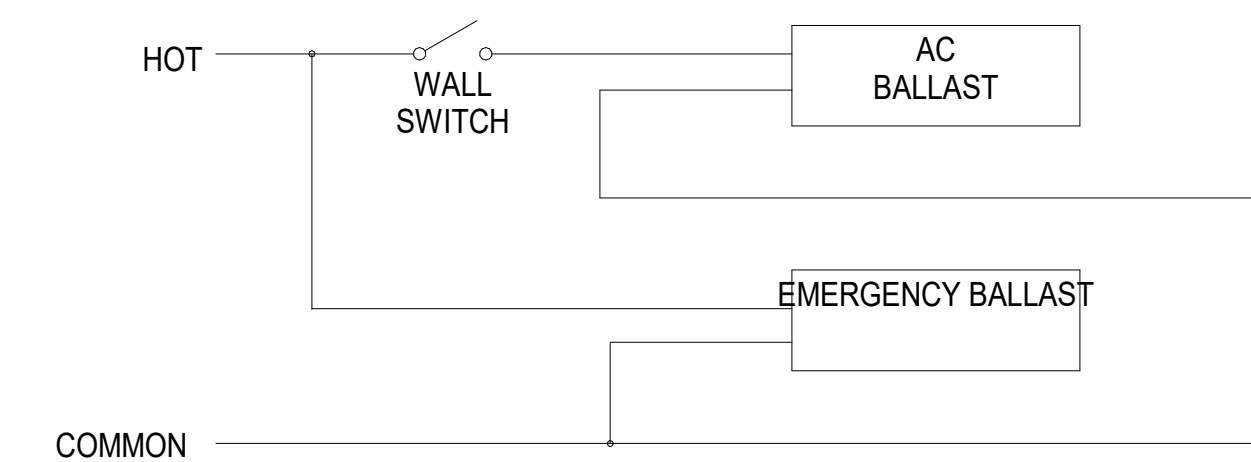 HOT
WALL
SWITCH
AC
BALLAST
EMERGENCY BALLAST
COMMON